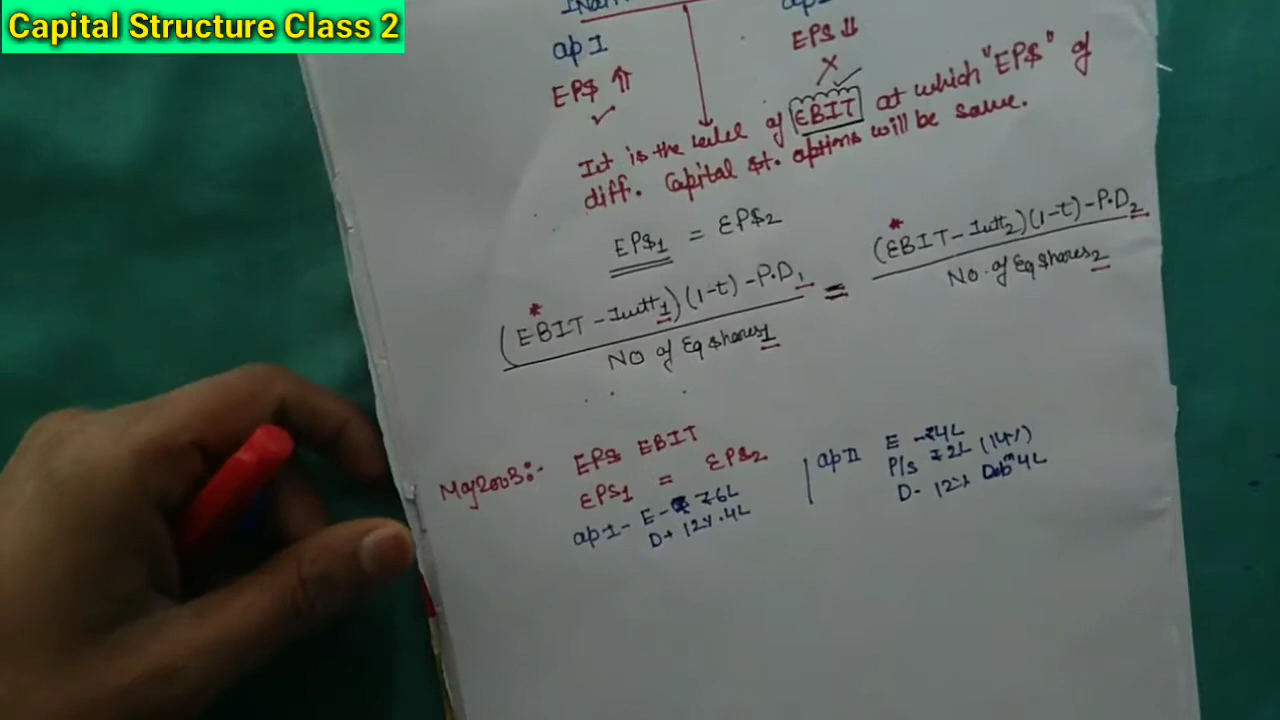 Capital Structure Class 2
op I
EPS ⇑
✓
EPS ⇓
×
It is the level of EBIT at which "EPS" of
diff. Capital st. options will be same.
EPS1 = EPS2
(EBIT - Intt1)(1-t) - P.D1 = (EBIT - Intt2)(1-t) - P.D2
No of Eq shares1 No. of Eq shares2
May2003:- EPS EBIT
EPS1 = EPS2
op I- E- ₹6L
D→ 12% 4L
op II E - ₹4L
P/s ₹2L (14%)
D- 12% Debⁿ 4L